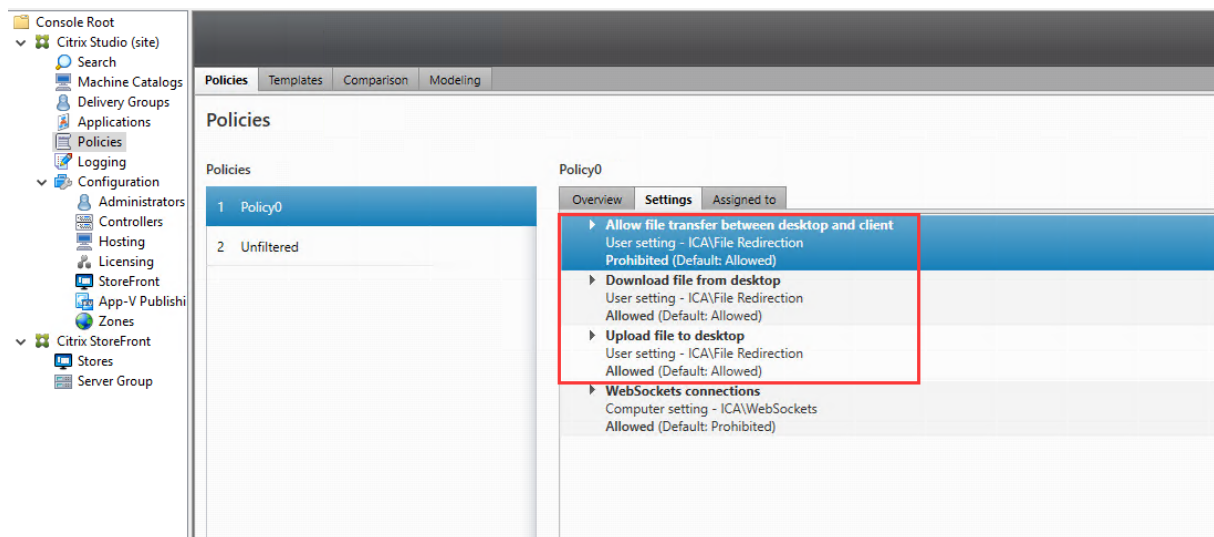 Console Root
Citrix Studio (site)
Search
Machine Catalogs
Delivery Groups
Applications
Policies
Logging
Configuration
Administrators
Controllers
Hosting
Licensing
StoreFront
App-V Publishi
Zones
Citrix StoreFront
Stores
Server Group
Policies Templates Comparison Modeling
Policies
Policies
1 Policy0
2 Unfiltered
Policy0
Overview Settings Assigned to
Allow file transfer between desktop and client
User setting - ICA\File Redirection
Prohibited (Default: Allowed)
Download file from desktop
User setting - ICA\File Redirection
Allowed (Default: Allowed)
Upload file to desktop
User setting - ICA\File Redirection
Allowed (Default: Allowed)
WebSockets connections
Computer setting - ICA\WebSockets
Allowed (Default: Prohibited)